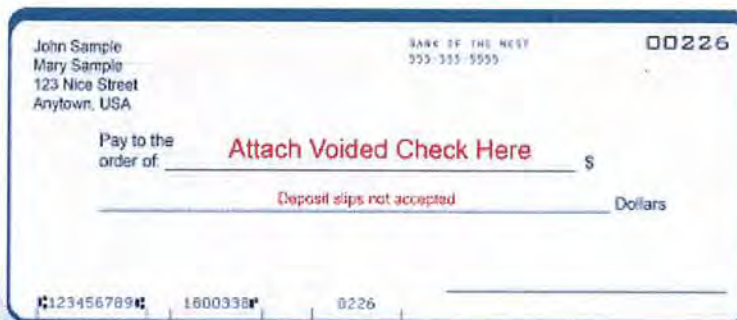 John Sample
Mary Sample
123 Nice Street
Anytown, USA
BANK OF THE WEST
555-555-5555
00226
Pay to the
order of:
Attach Voided Check Here
$
Deposit slips not accepted
Dollars
⑆123456789⑆ 1600338⑈ 0226